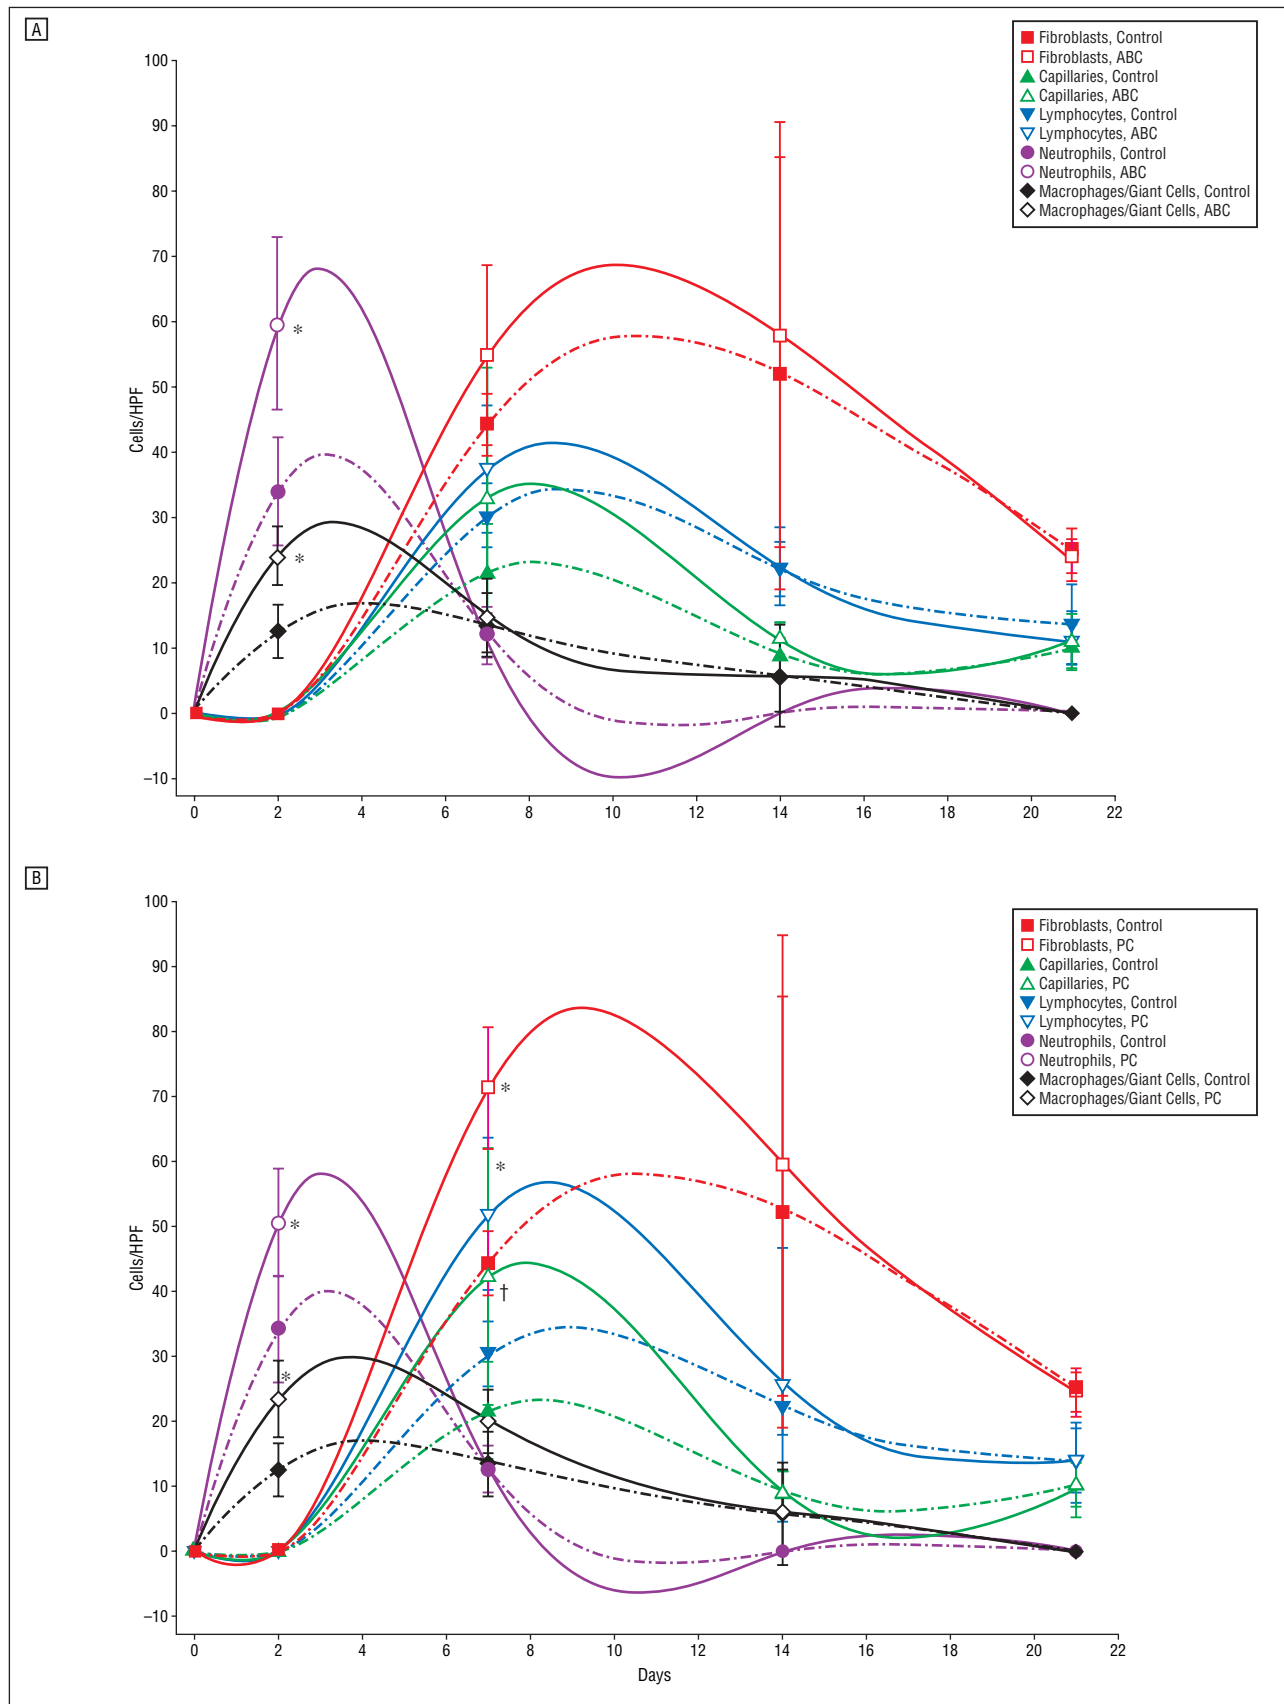 A
Fibroblasts, Control
Fibroblasts, ABC
Capillaries, Control
Capillaries, ABC
Lymphocytes, Control
Lymphocytes, ABC
Neutrophils, Control
Neutrophils, ABC
Macrophages/Giant Cells, Control
Macrophages/Giant Cells, ABC
100
90
80
70
60
50
40
30
20
10
0
–10
Cells/HPF
*
*
0 2 4 6 8 10 12 14 16 18 20 22
B
Fibroblasts, Control
Fibroblasts, PC
Capillaries, Control
Capillaries, PC
Lymphocytes, Control
Lymphocytes, PC
Neutrophils, Control
Neutrophils, PC
Macrophages/Giant Cells, Control
Macrophages/Giant Cells, PC
100
90
80
70
60
50
40
30
20
10
0
–10
Cells/HPF
*
*
*
†
*
0 2 4 6 8 10 12 14 16 18 20 22
Days